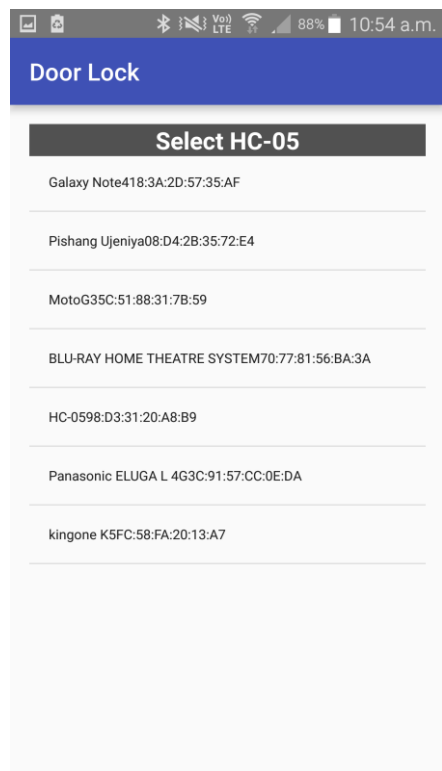 Vo)) LTE 88% 10:54 a.m.
Door Lock
Select HC-05
Galaxy Note418:3A:2D:57:35:AF
Pishang Ujeniya08:D4:2B:35:72:E4
MotoG35C:51:88:31:7B:59
BLU-RAY HOME THEATRE SYSTEM70:77:81:56:BA:3A
HC-0598:D3:31:20:A8:B9
Panasonic ELUGA L 4G3C:91:57:CC:0E:DA
kingone K5FC:58:FA:20:13:A7